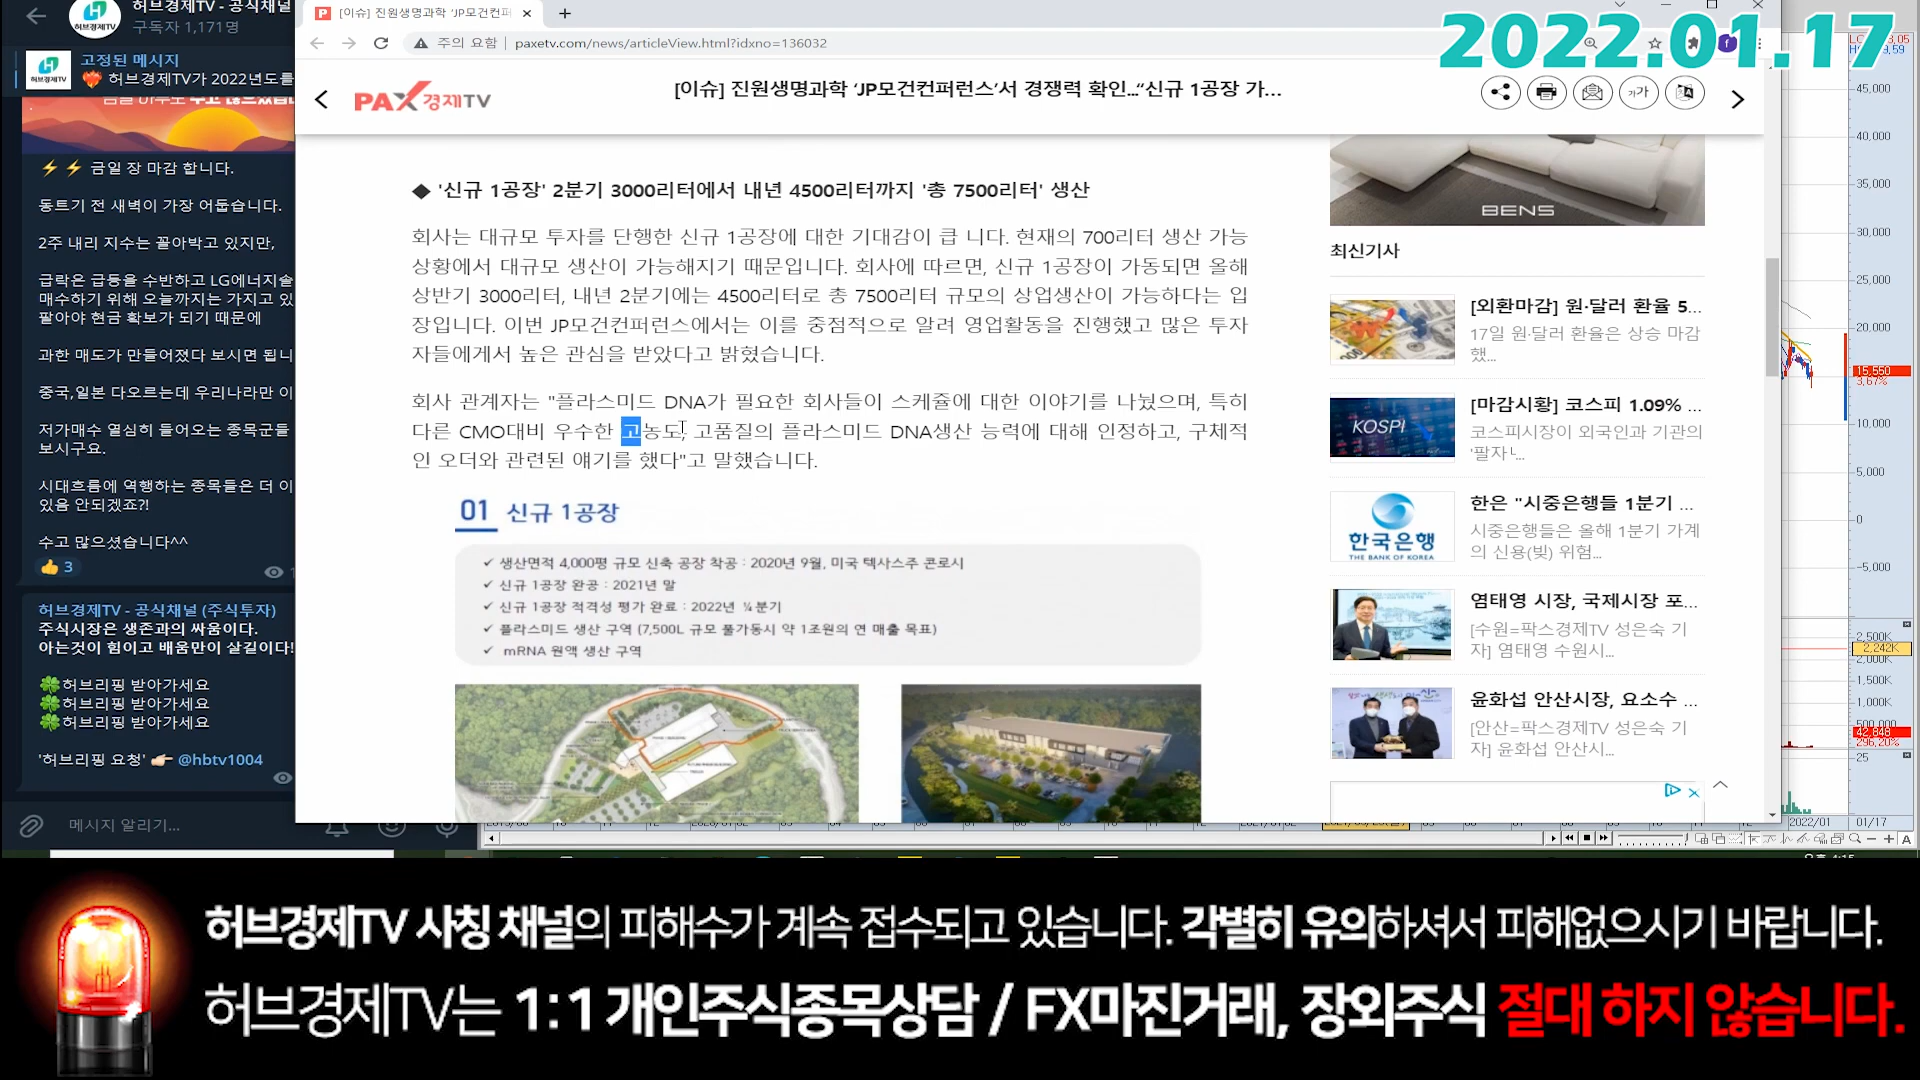 허브경제TV - 공식채널
구독자 1,171명
고정된 메시지
허브경제TV가 2022년도를
⚡⚡ 금일 장 마감 합니다.
동트기 전 새벽이 가장 어둡습니다.
2주 내리 지수는 꼴아박고 있지만,
급락은 급등을 수반하고 LG에너지솔
매수하기 위해 오늘까지는 가지고 있
팔아야 현금 확보가 되기 때문에
과한 매도가 만들어졌다 보시면 됩니
중국,일본 다오르는데 우리나라만 이
저가매수 열심히 들어오는 종목군들
보시구요.
시대흐름에 역행하는 종목들은 더 이
있음 안되겠죠?!
수고 많으셨습니다^^
👍 3
허브경제TV - 공식채널 (주식투자)
주식시장은 생존과의 싸움이다.
아는것이 힘이고 배움만이 살길이다!
🍀허브리핑 받아가세요
🍀허브리핑 받아가세요
🍀허브리핑 받아가세요
'허브리핑 요청' 👉🏻 @hbtv1004
메시지 알리기...
[이슈] 진원생명과학 'JP모건컨퍼
주의 요함 | paxetv.com/news/articleView.html?idxno=136032
2022.01.17
PAX경제TV
[이슈] 진원생명과학 ‘JP모건컨퍼런스’서 경쟁력 확인...“신규 1공장 가...
가가
◆ '신규 1공장' 2분기 3000리터에서 내년 4500리터까지 '총 7500리터' 생산
회사는 대규모 투자를 단행한 신규 1공장에 대한 기대감이 큽 니다. 현재의 700리터 생산 가능
상황에서 대규모 생산이 가능해지기 때문입니다. 회사에 따르면, 신규 1공장이 가동되면 올해
상반기 3000리터, 내년 2분기에는 4500리터로 총 7500리터 규모의 상업생산이 가능하다는 입
장입니다. 이번 JP모건컨퍼런스에서는 이를 중점적으로 알려 영업활동을 진행했고 많은 투자
자들에게서 높은 관심을 받았다고 밝혔습니다.
회사 관계자는 "플라스미드 DNA가 필요한 회사들이 스케쥴에 대한 이야기를 나눴으며, 특히
다른 CMO대비 우수한 고농도, 고품질의 플라스미드 DNA생산 능력에 대해 인정하고, 구체적
인 오더와 관련된 얘기를 했다"고 말했습니다.
01 신규 1공장
✓ 생산면적 4,000평 규모 신축 공장 착공 : 2020년 9월, 미국 텍사스주 콘로시
✓ 신규 1공장 완공 : 2021년 말
✓ 신규 1공장 적격성 평가 완료 : 2022년 ¼분기
✓ 플라스미드 생산 구역 (7,500L 규모 풀가동시 약 1조원의 연 매출 목표)
✓ mRNA 원액 생산 구역
BENS
최신기사
[외환마감] 원·달러 환율 5...
17일 원·달러 환율은 상승 마감
했...
KOSPI
[마감시황] 코스피 1.09% ...
코스피시장이 외국인과 기관의
한국은행
THE BANK OF KOREA
한은 "시중은행들 1분기 ...
시중은행들은 올해 1분기 가계
의 신용(빚) 위험...
염태영 시장, 국제시장 포...
[수원=팍스경제TV 성은숙 기
자] 염태영 수원시...
윤화섭 안산시장, 요소수 ...
[안산=팍스경제TV 성은숙 기
자] 윤화섭 안산시...
45,000
40,000
35,000
30,000
25,000
20,000
15,550
3,67%
10,000
5,000
0
-5,000
2,500K
2,242K
2,000K
1,500K
1,000K
500,000
42,848
296,20%
25
2022/01
01/17
허브경제TV 사칭 채널의 피해수가 계속 접수되고 있습니다. 각별히 유의하셔서 피해없으시기 바랍니다.
허브경제TV는 1:1 개인주식종목상담 / FX마진거래, 장외주식 절대 하지 않습니다.